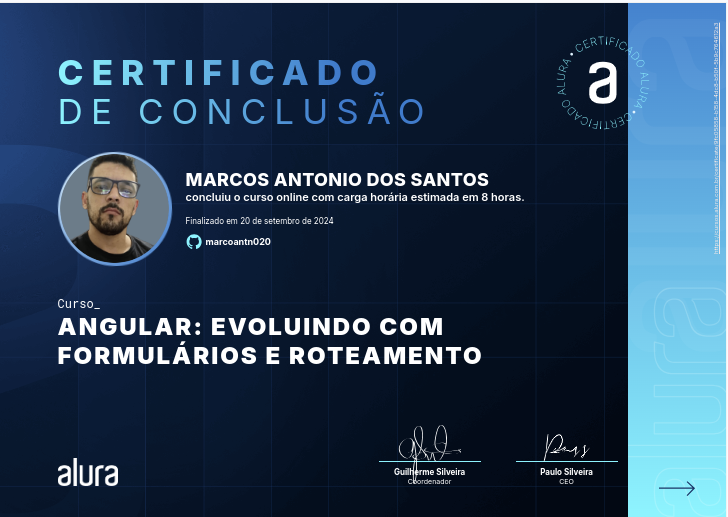 CERTIFICADO
DE CONCLUSÃO
CERTIFICADO ALURA • CERTIFICADO ALURA •
a
MARCOS ANTONIO DOS SANTOS
concluiu o curso online com carga horária estimada em 8 horas.
Finalizado em 20 de setembro de 2024
marcoantn020
Curso_
ANGULAR: EVOLUINDO COM
FORMULÁRIOS E ROTEAMENTO
Guilherme Silveira
Coordenador
Paulo Silveira
CEO
alura